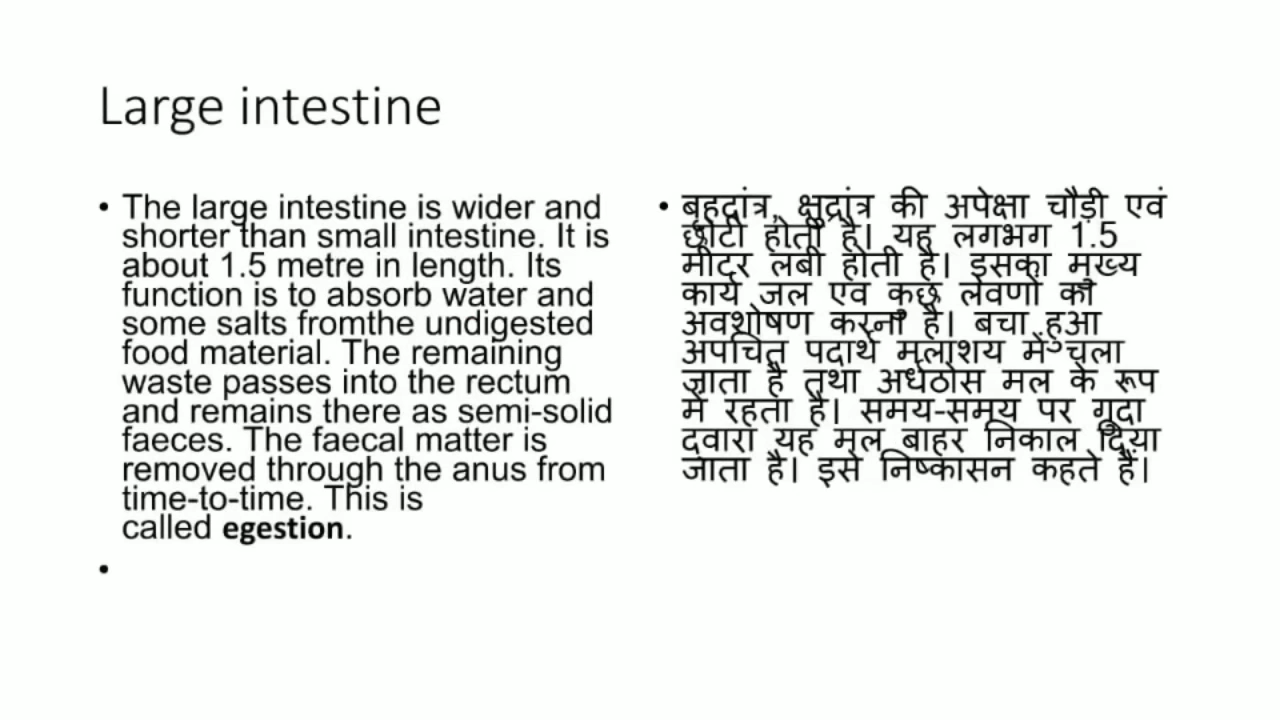 Large intestine
• The large intestine is wider and
shorter than small intestine. It is
about 1.5 metre in length. Its
function is to absorb water and
some salts fromthe undigested
food material. The remaining
waste passes into the rectum
and remains there as semi-solid
faeces. The faecal matter is
removed through the anus from
time-to-time. This is
called egestion.
•
• बृहदांत्र, क्षुद्रांत्र की अपेक्षा चौड़ी एवं
छोटी होती है। यह लगभग 1.5
मीटर लंबी होती है। इसका मुख्य
कार्य जल एवं कुछ लवणों का
अवशोषण करना है। बचा हुआ
अपचित पदार्थ मलाशय में चला
जाता है तथा अर्धठोस मल के रूप
में रहता है। समय-समय पर गुदा
द्वारा यह मल बाहर निकाल दिया
जाता है। इसे निष्कासन कहते हैं।